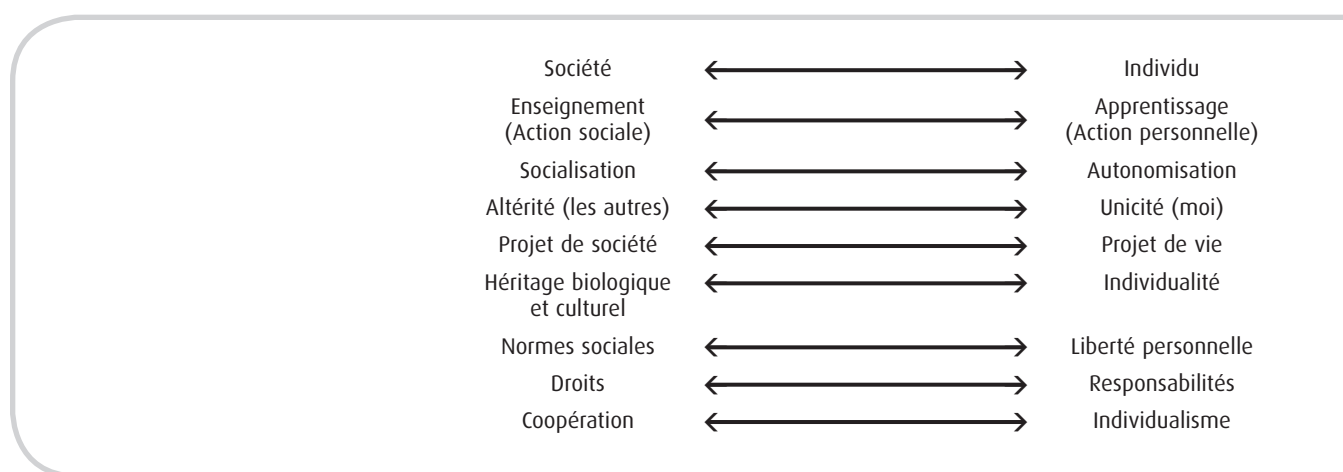 Société Individu
Enseignement Apprentissage
(Action sociale) (Action personnelle)
Socialisation Autonomisation
Altérité (les autres) Unicité (moi)
Projet de société Projet de vie
Héritage biologique Individualité
et culturel
Normes sociales Liberté personnelle
Droits Responsabilités
Coopération Individualisme